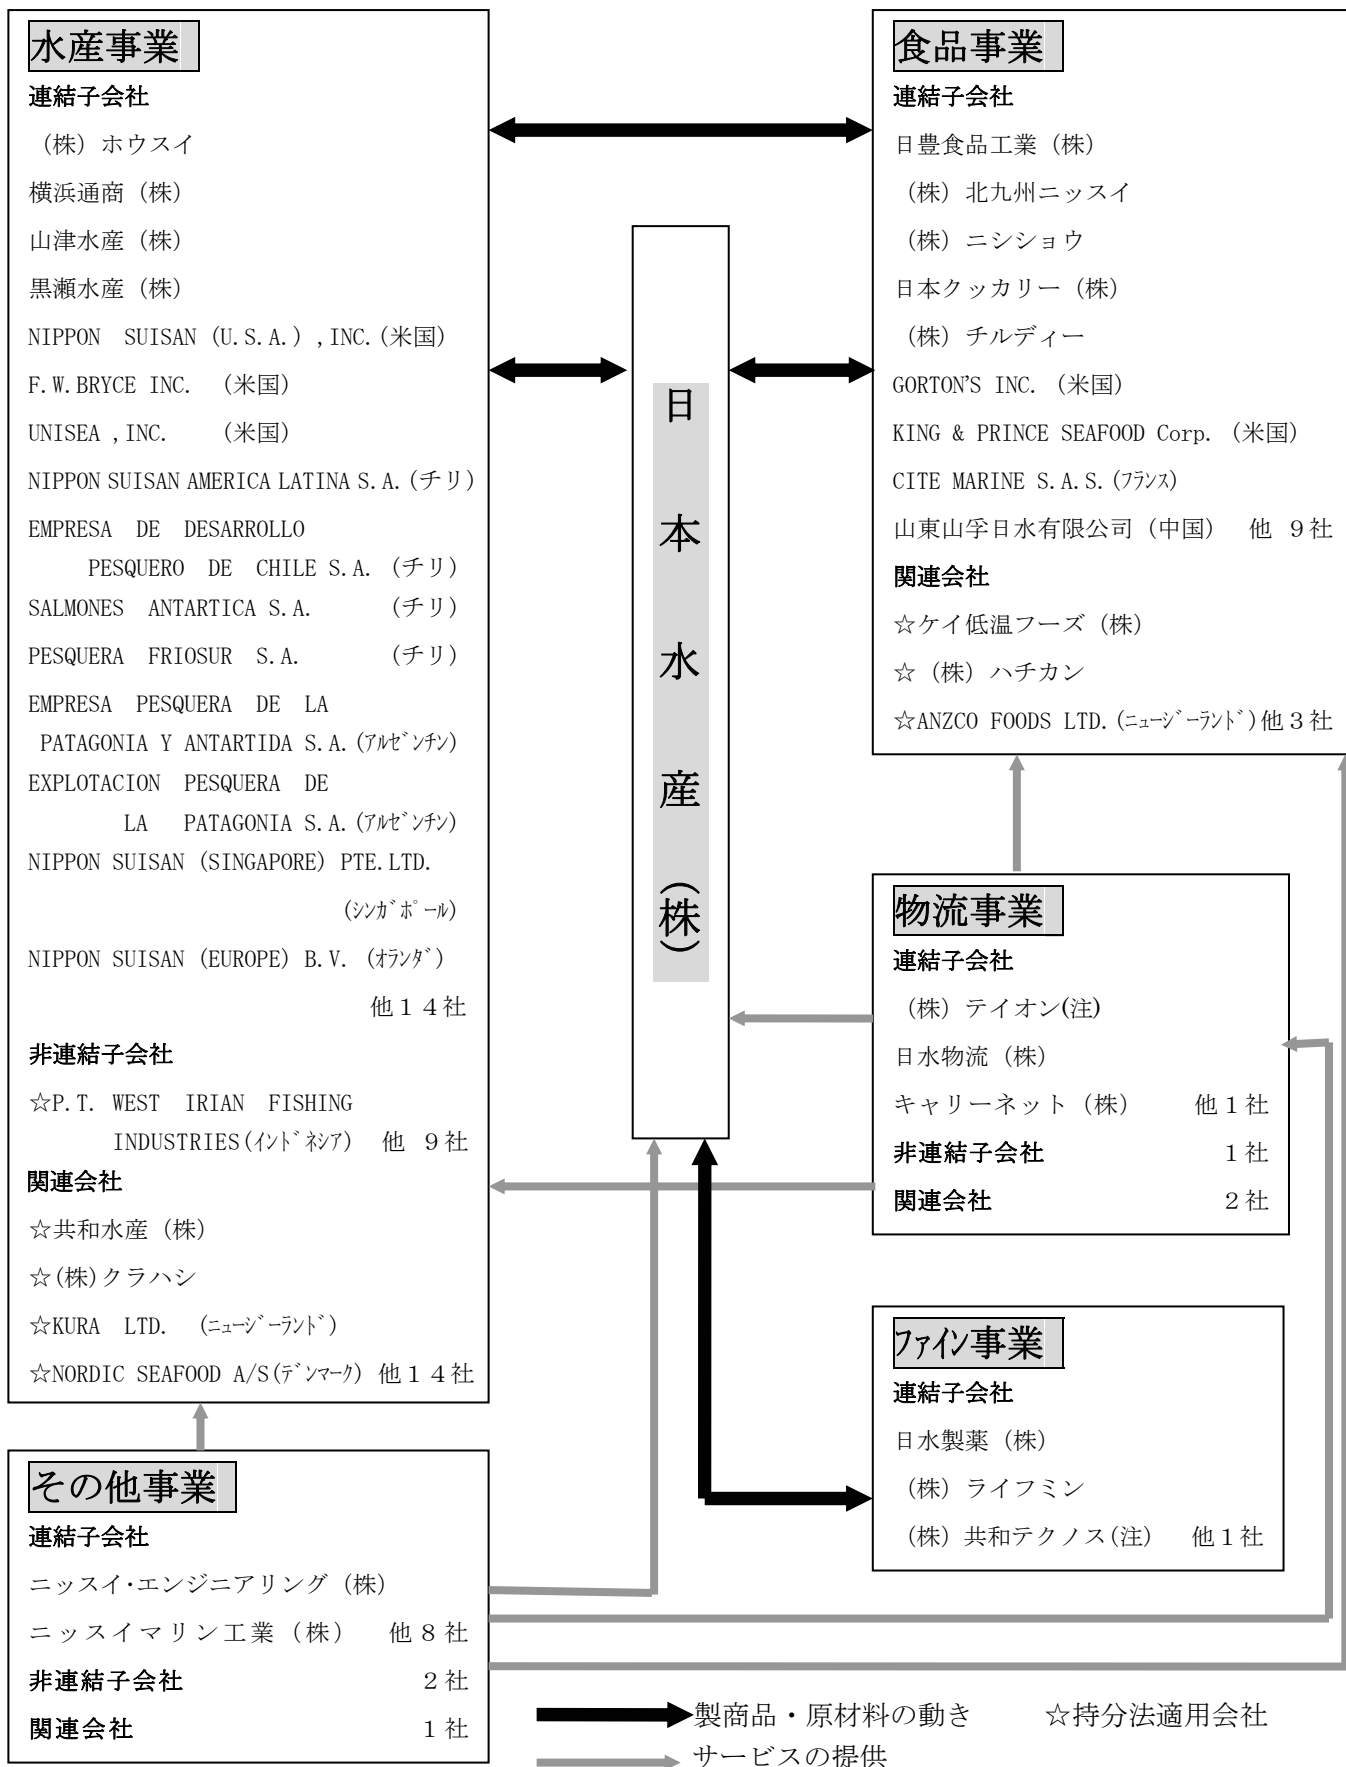 水産事業
連結子会社
（株）ホウスイ
横浜通商（株）
山津水産（株）
黒瀬水産（株）
NIPPON SUISAN (U.S.A.) ,INC.(米国)
F.W.BRYCE INC. （米国）
UNISEA ,INC. （米国）
NIPPON SUISAN AMERICA LATINA S.A.(チリ)
EMPRESA DE DESARROLLO
PESQUERO DE CHILE S.A. (チリ)
SALMONES ANTARTICA S.A. (チリ)
PESQUERA FRIOSUR S.A. (チリ)
EMPRESA PESQUERA DE LA
PATAGONIA Y ANTARTIDA S.A.(ｱﾙｾﾞﾝﾁﾝ)
EXPLOTACION PESQUERA DE
LA PATAGONIA S.A.(ｱﾙｾﾞﾝﾁﾝ)
NIPPON SUISAN (SINGAPORE) PTE.LTD.
(ｼﾝｶﾞﾎﾟｰﾙ)
NIPPON SUISAN (EUROPE) B.V. (ｵﾗﾝﾀﾞ)
他１４社
非連結子会社
☆P.T. WEST IRIAN FISHING
INDUSTRIES(ｲﾝﾄﾞﾈｼｱ) 他 ９社
関連会社
☆共和水産（株）
☆(株)クラハシ
☆KURA LTD. (ﾆｭｰｼﾞｰﾗﾝﾄﾞ)
☆NORDIC SEAFOOD A/S(ﾃﾞﾝﾏｰｸ) 他１４社
その他事業
連結子会社
ニッスイ･エンジニアリング（株）
ニッスイマリン工業（株） 他８社
非連結子会社 ２社
関連会社 １社
日本水産（株）
食品事業
連結子会社
日豊食品工業（株）
（株）北九州ニッスイ
（株）ニシショウ
日本クッカリー（株）
（株）チルディー
GORTON'S INC. （米国）
KING & PRINCE SEAFOOD Corp. （米国）
CITE MARINE S.A.S.(ﾌﾗﾝｽ)
山東山孚日水有限公司（中国） 他 ９社
関連会社
☆ケイ低温フーズ（株）
☆（株）ハチカン
☆ANZCO FOODS LTD.(ﾆｭｰｼﾞｰﾗﾝﾄﾞ)他３社
物流事業
連結子会社
（株）テイオン(注)
日水物流（株）
キャリーネット（株） 他１社
非連結子会社 １社
関連会社 ２社
ﾌｧｲﾝ事業
連結子会社
日水製薬（株）
（株）ライフミン
（株）共和テクノス(注) 他１社
製商品・原材料の動き ☆持分法適用会社
サービスの提供